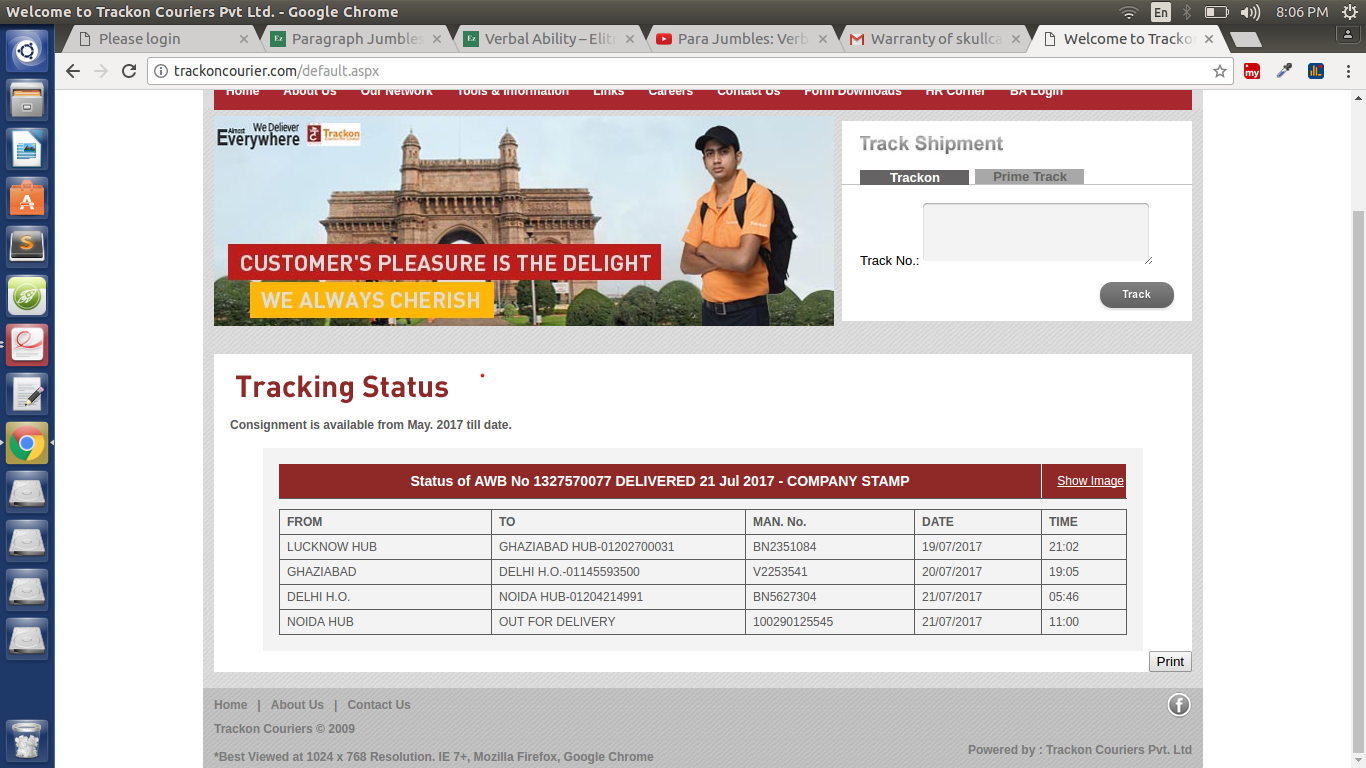 Welcome to Trackon Couriers Pvt Ltd. - Google Chrome
En
8:06 PM
Please login
Paragraph Jumbles
Verbal Ability – Elit
Para Jumbles: Verb
Warranty of skullca
Welcome to Tracko
trackoncourier.com/default.aspx
my
Home About Us Our Network Tools & Information Links Careers Contact Us Form Downloads HR Corner BA Login
Almost We Deliever
Everywhere
Trackon
CUSTOMER'S PLEASURE IS THE DELIGHT
WE ALWAYS CHERISH
Track Shipment
Trackon Prime Track
Track No.:
Track
Tracking Status
Consignment is available from May. 2017 till date.
Status of AWB No 1327570077 DELIVERED 21 Jul 2017 - COMPANY STAMP Show Image
FROM TO MAN. No. DATE TIME
LUCKNOW HUB GHAZIABAD HUB-01202700031 BN2351084 19/07/2017 21:02
GHAZIABAD DELHI H.O.-01145593500 V2253541 20/07/2017 19:05
DELHI H.O. NOIDA HUB-01204214991 BN5627304 21/07/2017 05:46
NOIDA HUB OUT FOR DELIVERY 100290125545 21/07/2017 11:00
Print
Home | About Us | Contact Us
Trackon Couriers © 2009
*Best Viewed at 1024 x 768 Resolution. IE 7+, Mozilla Firefox, Google Chrome
Powered by : Trackon Couriers Pvt. Ltd